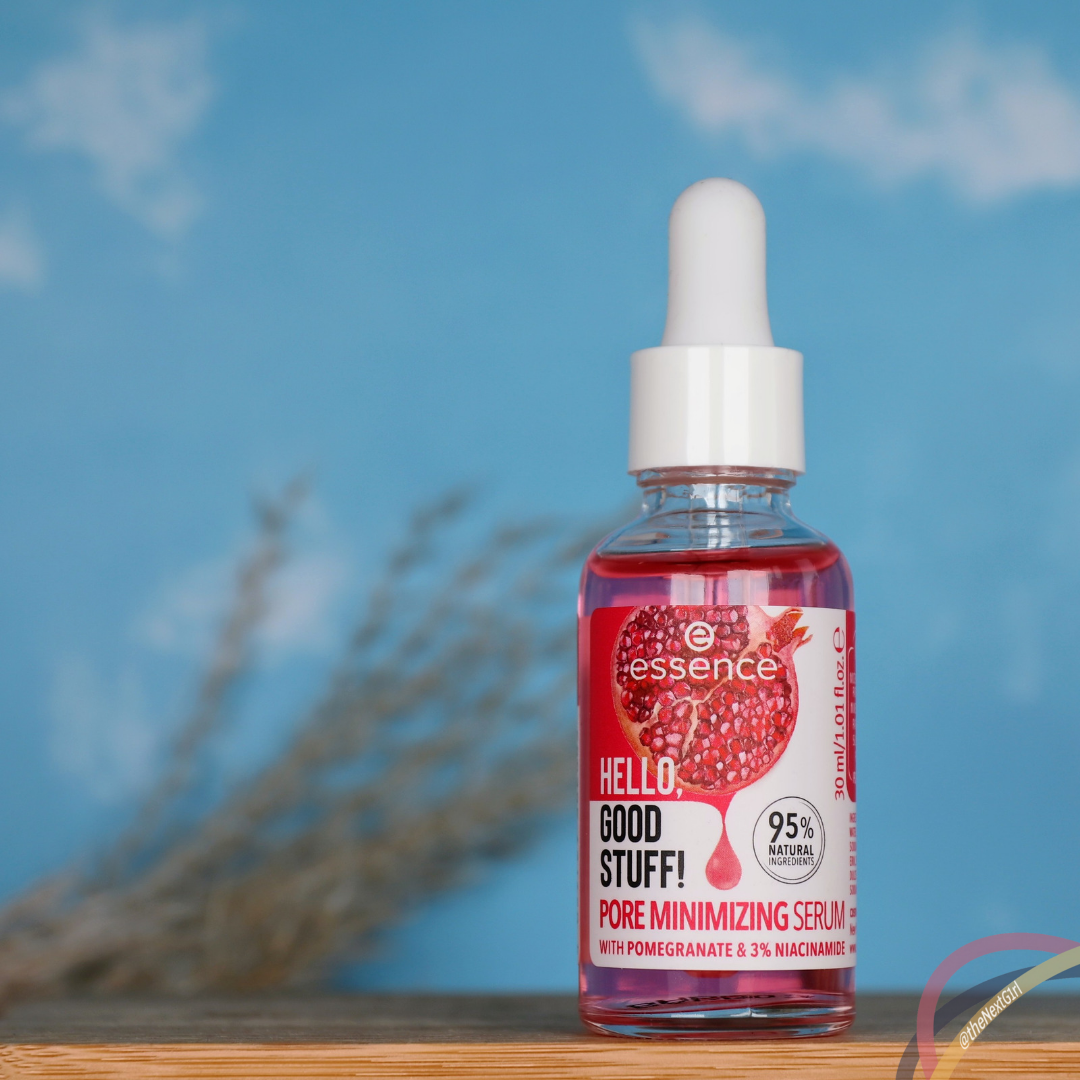 essence
HELLO,
GOOD
STUFF!
95%
NATURAL
INGREDIENTS
PORE MINIMIZING SERUM
WITH POMEGRANATE & 3% NIACINAMIDE
30 ml/1.01 fl.oz. ℮
@theNextG1rl